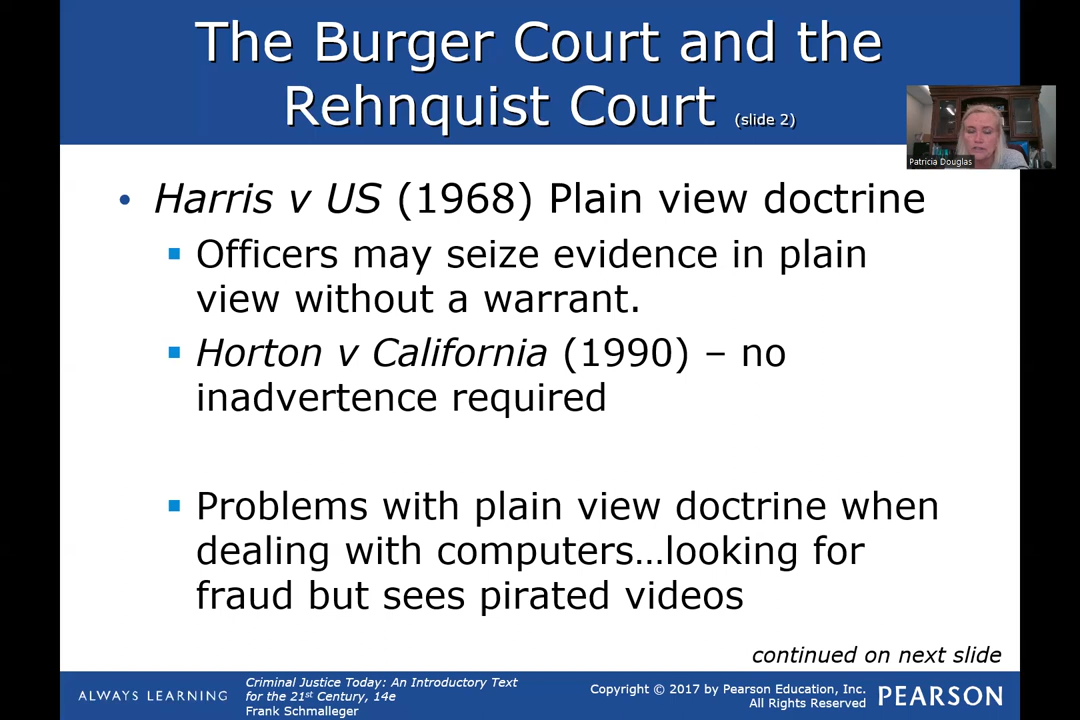 The Burger Court and the
Rehnquist Court (slide 2)
Patricia Douglas
• Harris v US (1968) Plain view doctrine
▪ Officers may seize evidence in plain
view without a warrant.
▪ Horton v California (1990) – no
inadvertence required
▪ Problems with plain view doctrine when
dealing with computers…looking for
fraud but sees pirated videos
continued on next slide
ALWAYS LEARNING
Criminal Justice Today: An Introductory Text
for the 21st Century, 14e
Frank Schmalleger
Copyright © 2017 by Pearson Education, Inc.
All Rights Reserved
PEARSON